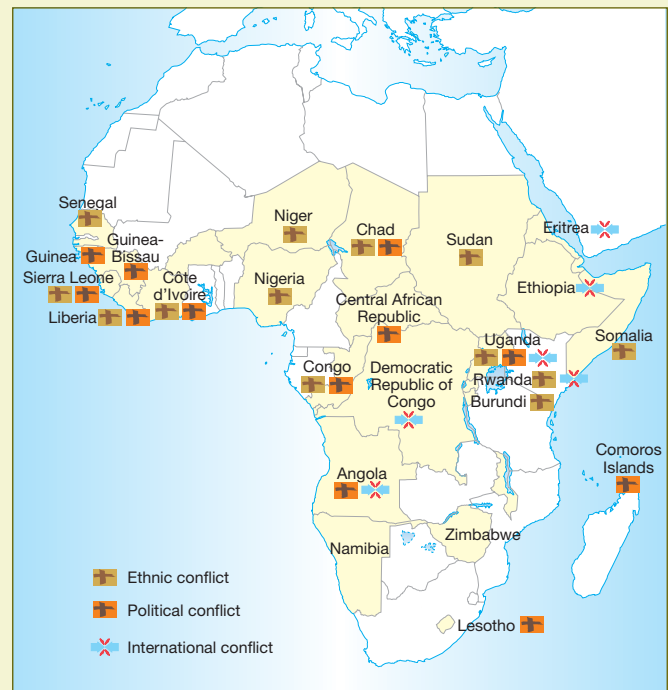 Senegal
Guinea-
Bissau
Guinea
Sierra Leone
Côte
d'Ivoire
Liberia
Niger
Chad
Sudan
Eritrea
Nigeria
Ethiopia
Central African
Republic
Uganda
Somalia
Congo
Democratic
Republic of
Congo
Rwanda
Burundi
Comoros
Islands
Angola
Namibia
Zimbabwe
Ethnic conflict
Political conflict
Lesotho
International conflict